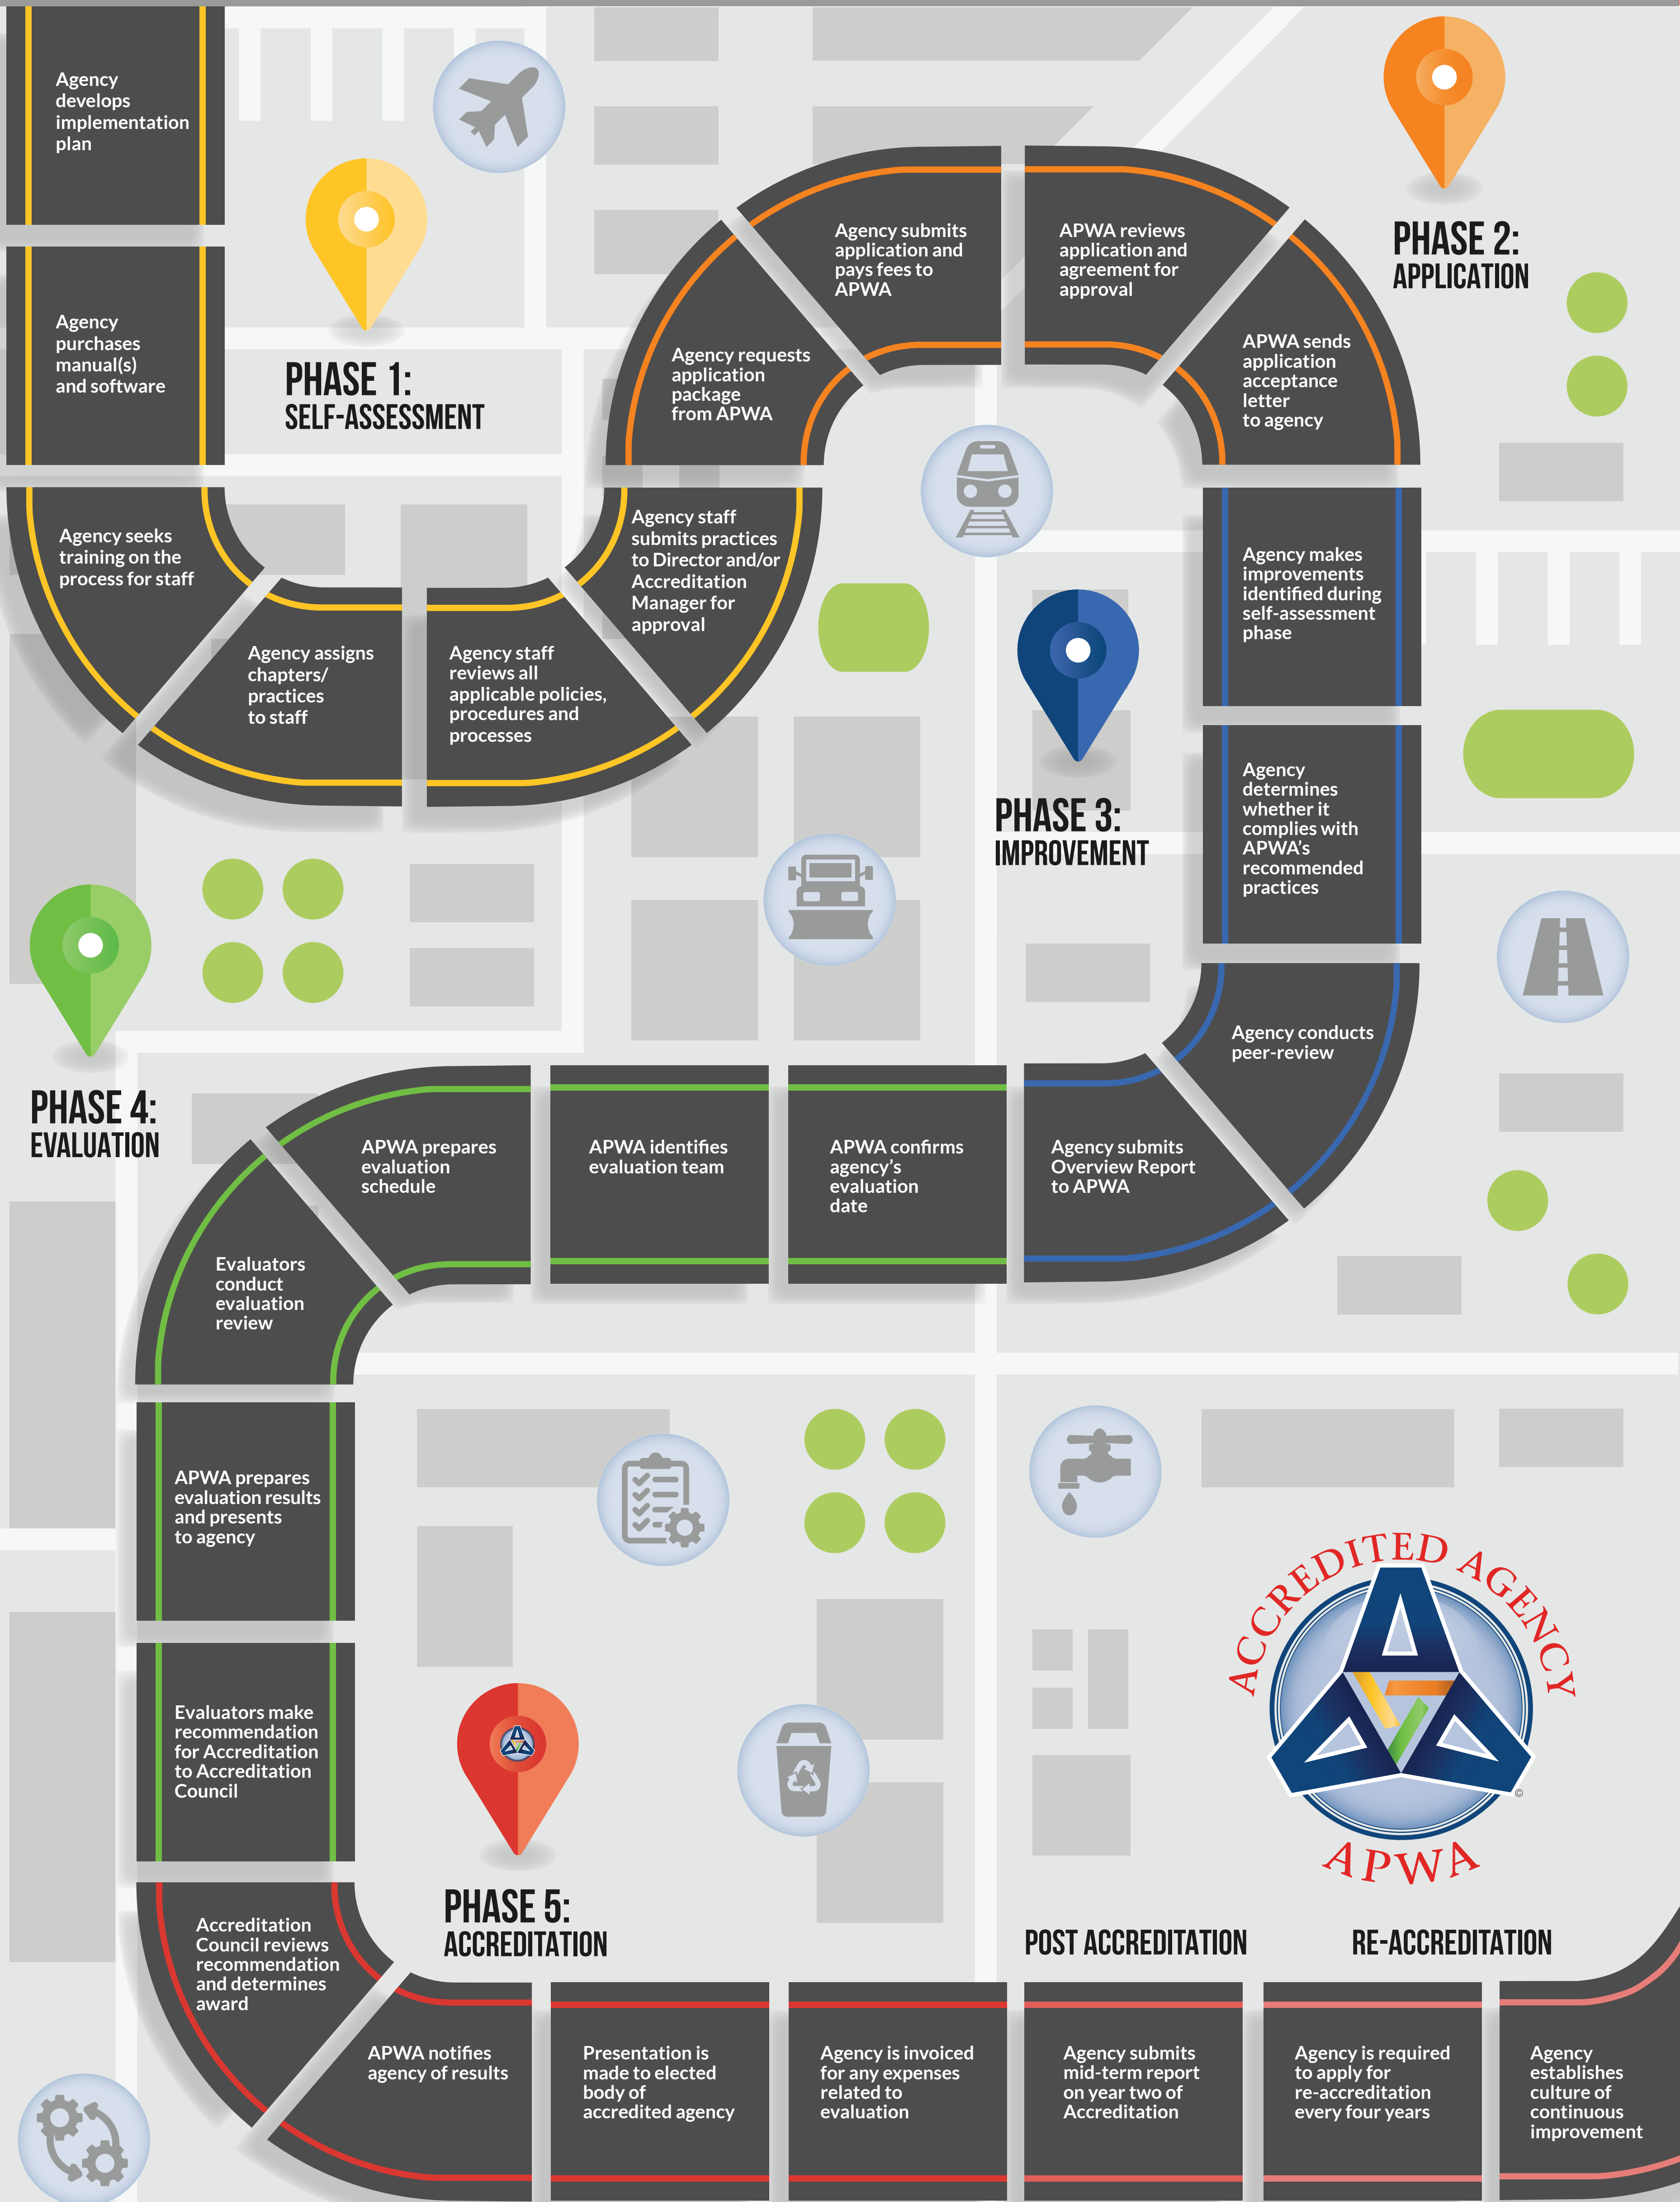 Agency
develops
implementation
plan
Agency
purchases
manual(s)
and software
PHASE 1:
SELF-ASSESSMENT
Agency seeks
training on the
process for staff
Agency assigns
chapters/
practices
to staff
Agency staff
reviews all
applicable policies,
procedures and
processes
Agency staff
submits practices
to Director and/or
Accreditation
Manager for
approval
PHASE 2:
APPLICATION
Agency requests
application
package
from APWA
Agency submits
application and
pays fees to
APWA
APWA reviews
application and
agreement for
approval
APWA sends
application
acceptance
letter
to agency
PHASE 3:
IMPROVEMENT
Agency makes
improvements
identified during
self-assessment
phase
Agency
determines
whether it
complies with
APWA's
recommended
practices
Agency conducts
peer-review
Agency submits
Overview Report
to APWA
PHASE 4:
EVALUATION
APWA confirms
agency's
evaluation
date
APWA identifies
evaluation team
APWA prepares
evaluation
schedule
Evaluators
conduct
evaluation
review
APWA prepares
evaluation results
and presents
to agency
Evaluators make
recommendation
for Accreditation
to Accreditation
Council
PHASE 5:
ACCREDITATION
Accreditation
Council reviews
recommendation
and determines
award
APWA notifies
agency of results
Presentation is
made to elected
body of
accredited agency
Agency is invoiced
for any expenses
related to
evaluation
POST ACCREDITATION
Agency submits
mid-term report
on year two of
Accreditation
RE-ACCREDITATION
Agency is required
to apply for
re-accreditation
every four years
Agency
establishes
culture of
continuous
improvement
ACCREDITED AGENCY
©
APWA